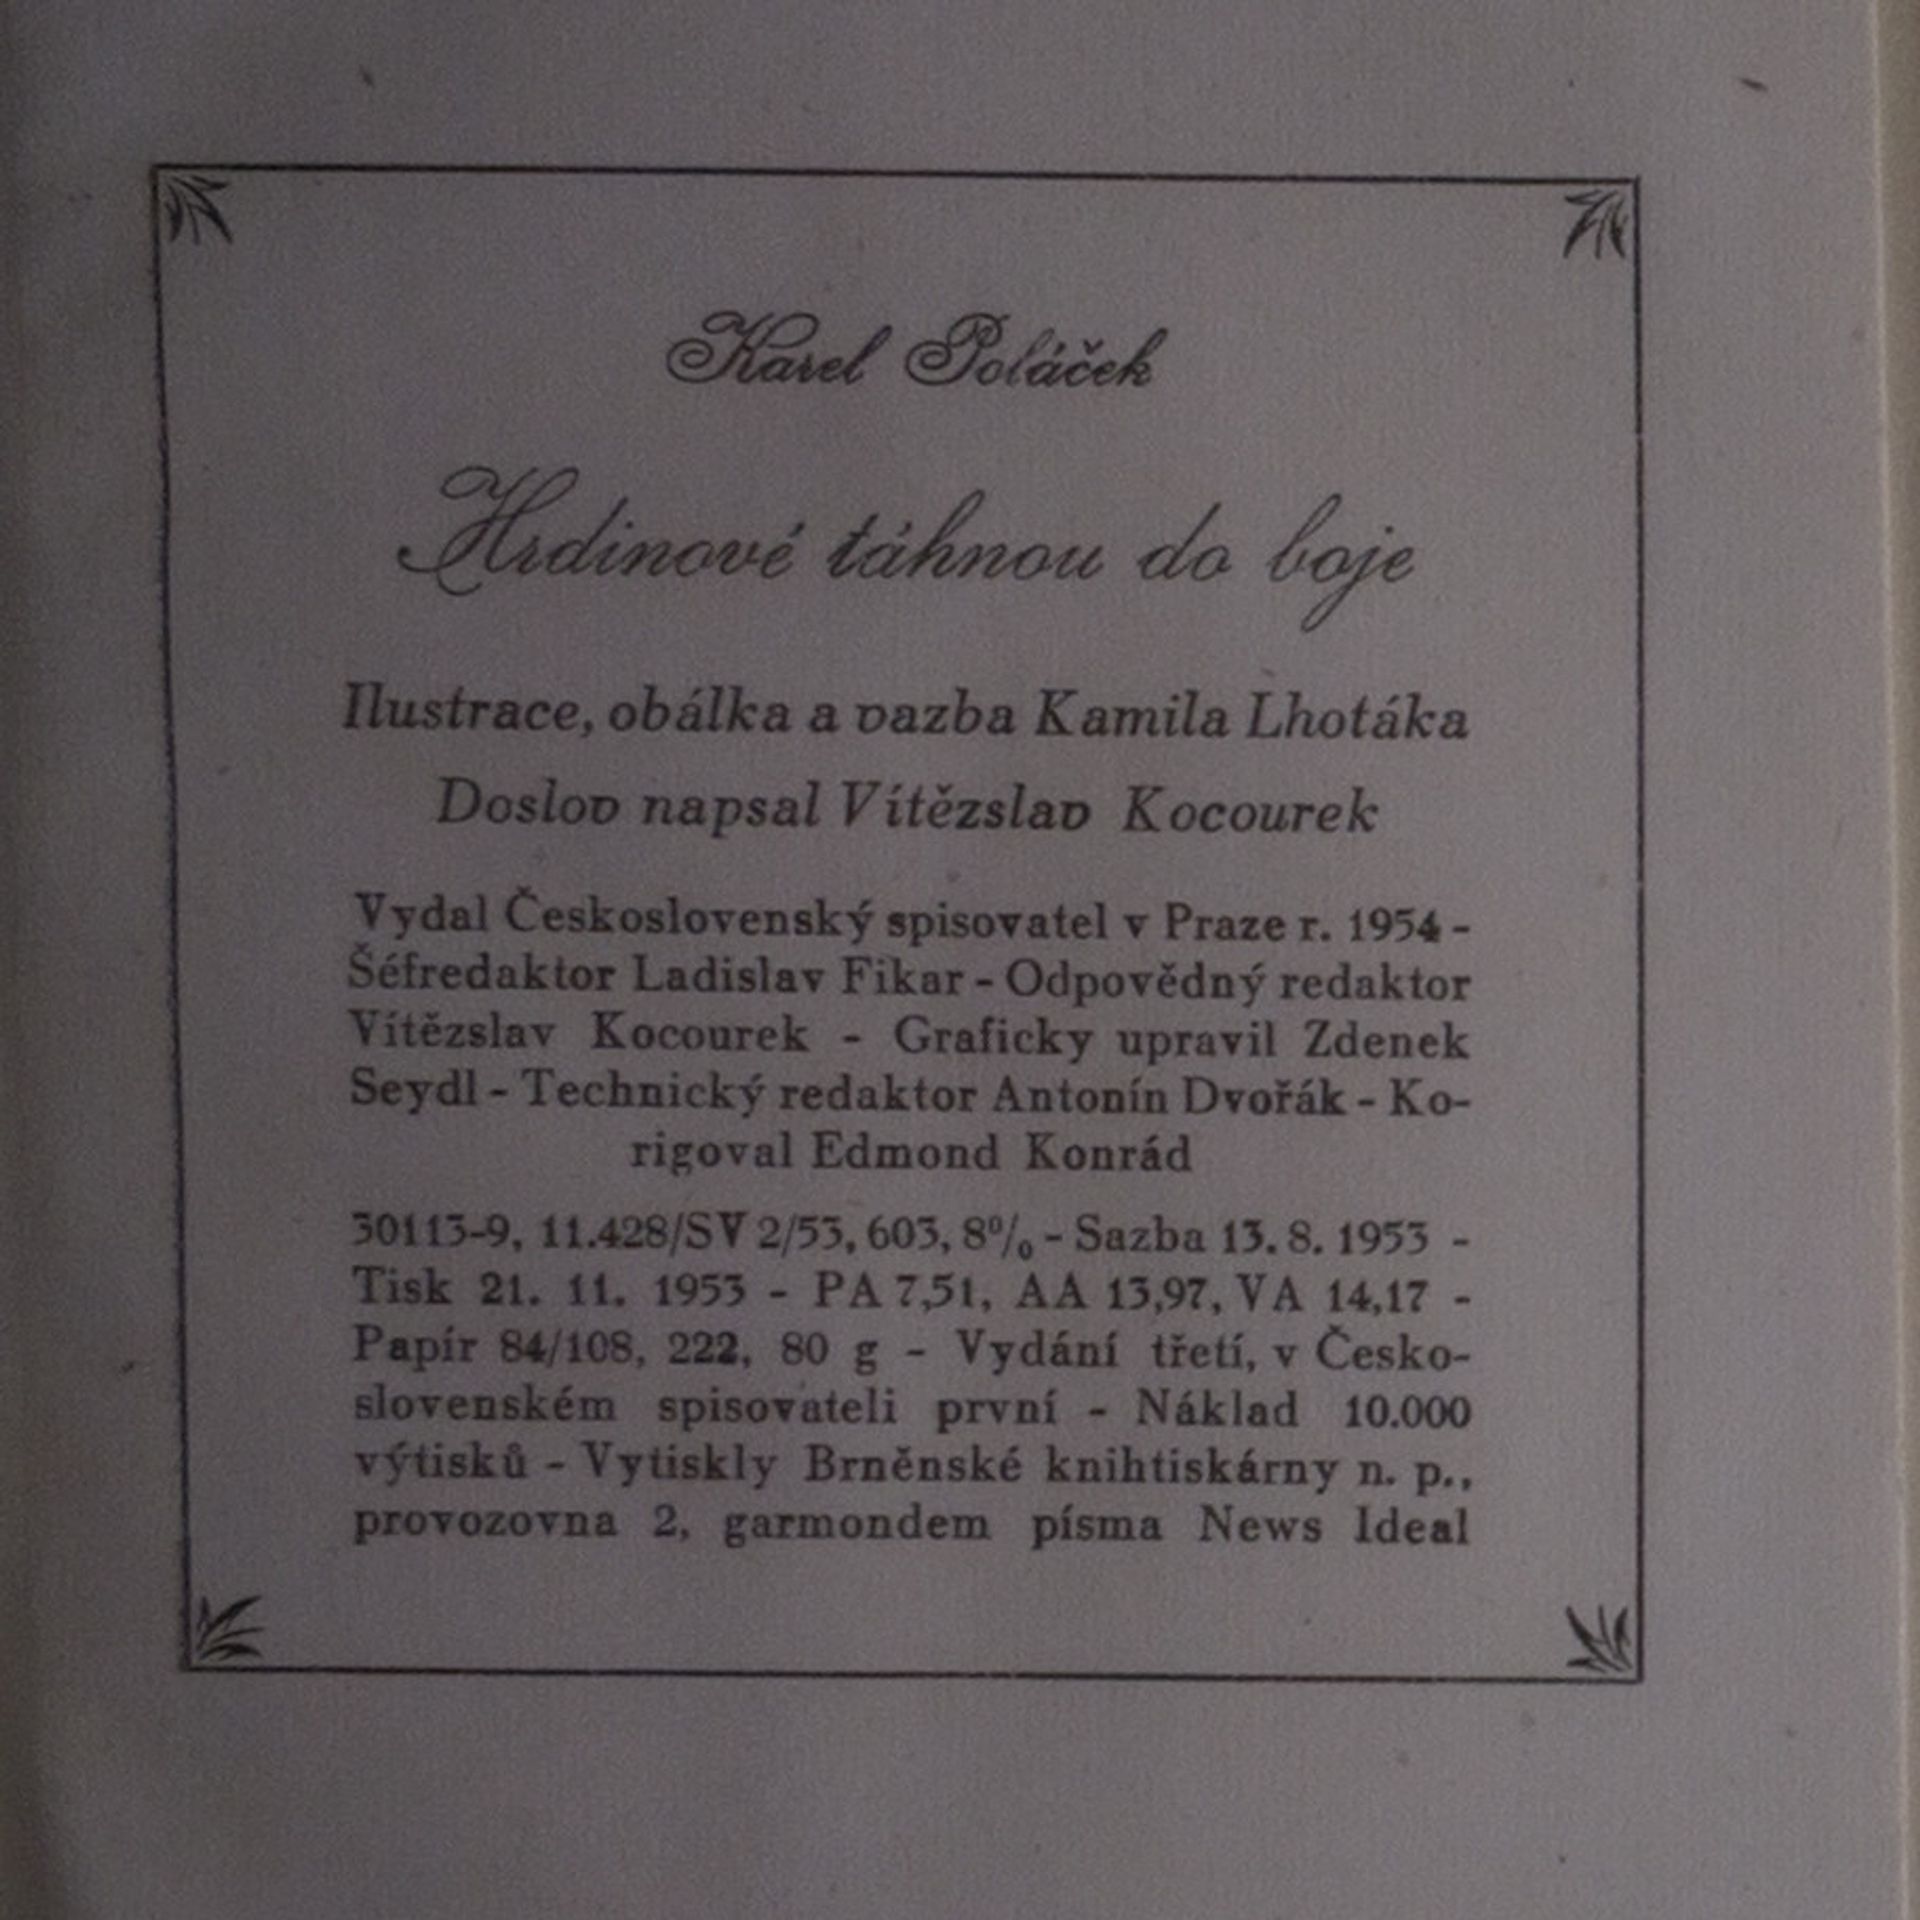 Karel Poláček
Hrdinové táhnou do boje
Ilustrace, obálka a vazba Kamila Lhotáka
Doslov napsal Vítězslav Kocourek
Vydal Československý spisovatel v Praze r. 1954 -
Šéfredaktor Ladislav Fikar - Odpovědný redaktor
Vítězslav Kocourek - Graficky upravil Zdenek
Seydl - Technický redaktor Antonín Dvořák - Ko-
rigoval Edmond Konrád
30113-9, 11.428/SV 2/53, 603, 8% - Sazba 13. 8. 1953 -
Tisk 21. 11. 1953 - PA 7,51, AA 13,97, VA 14,17 -
Papír 84/108, 222, 80 g - Vydání třetí, v Česko-
slovenském spisovateli první - Náklad 10.000
výtisků - Vytiskly Brněnské knihtiskárny n. p.,
provozovna 2, garmondem písma News Ideal